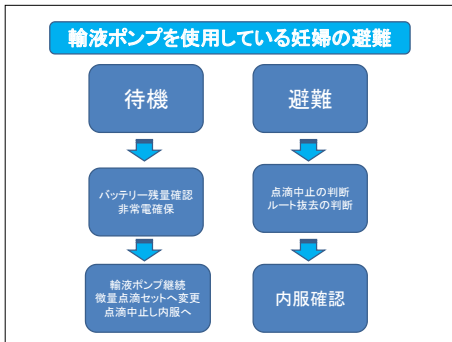 輸液ポンプを使用している妊婦の避難
待機
避難
バッテリー残量確認
非常電確保
点滴中止の判断
ルート抜去の判断
輸液ポンプ継続
微量点滴セットへ変更
点滴中止し内服へ
内服確認